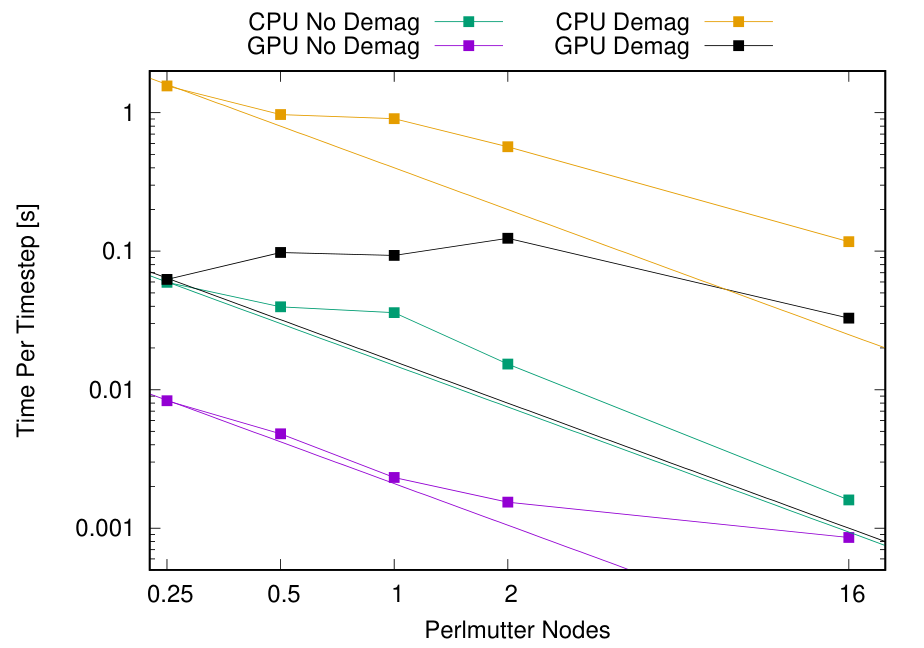 CPU No Demag
CPU Demag
GPU No Demag
GPU Demag
1
0.1
0.01
0.001
Time Per Timestep [s]
0.25
0.5
1
2
16
Perlmutter Nodes